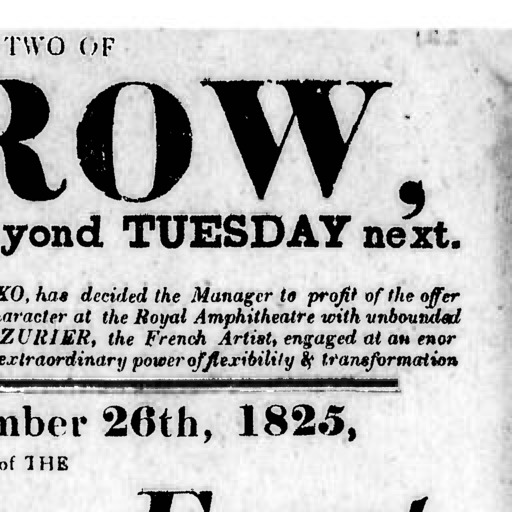 TWO OF
ROW,
yond TUESDAY next.
XO, has decided the Manager to profit of the offer
aracter at the Royal Amphitheatre with unbounded
ZURIER, the French Artist, engaged at an enor
extraordinary power of flexibility & transformation
mber 26th, 1825,
of THE